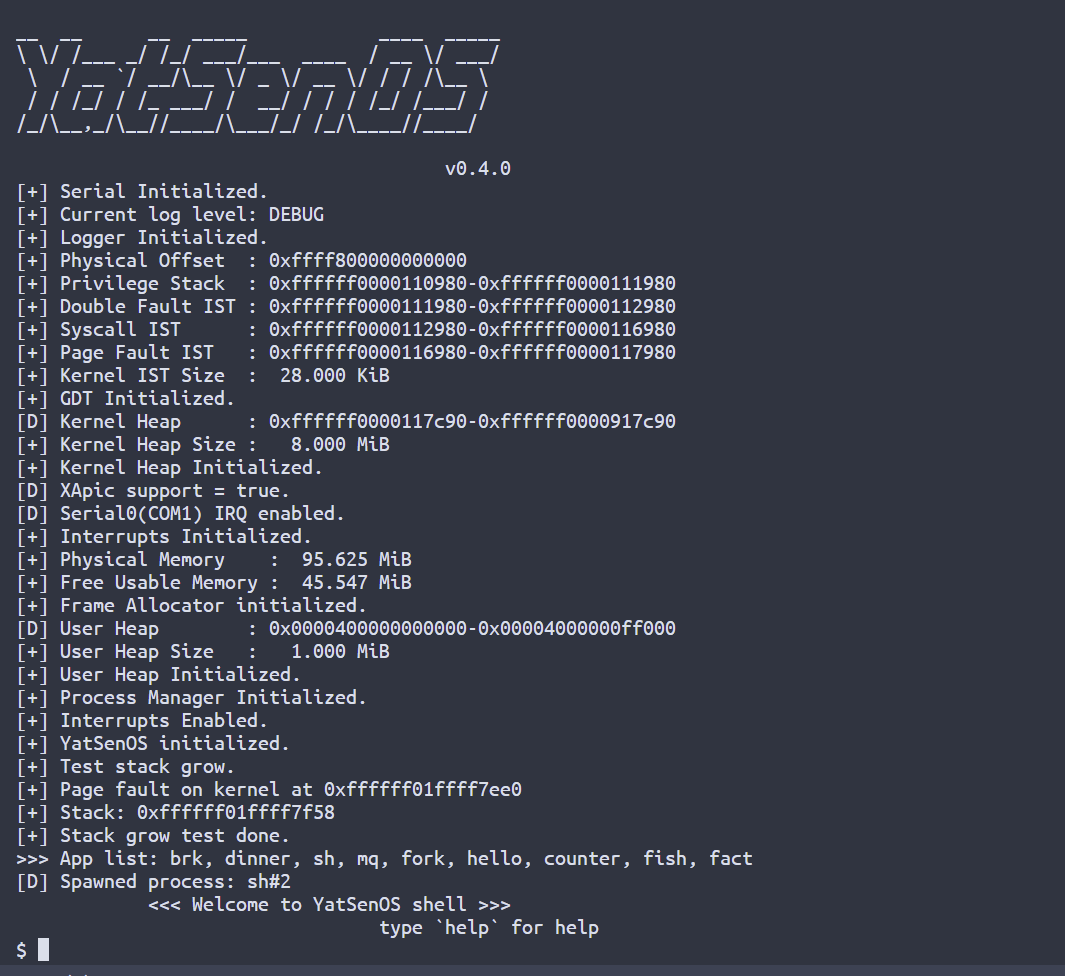 YatSenOS
v0.4.0
[+] Serial Initialized.
[+] Current log level: DEBUG
[+] Logger Initialized.
[+] Physical Offset  : 0xffff800000000000
[+] Privilege Stack  : 0xffffff0000110980-0xffffff0000111980
[+] Double Fault IST : 0xffffff0000111980-0xffffff0000112980
[+] Syscall IST      : 0xffffff0000112980-0xffffff0000116980
[+] Page Fault IST   : 0xffffff0000116980-0xffffff0000117980
[+] Kernel IST Size  :  28.000 KiB
[+] GDT Initialized.
[D] Kernel Heap      : 0xffffff0000117c90-0xffffff0000917c90
[+] Kernel Heap Size :   8.000 MiB
[+] Kernel Heap Initialized.
[D] XApic support = true.
[D] Serial0(COM1) IRQ enabled.
[+] Interrupts Initialized.
[+] Physical Memory    :  95.625 MiB
[+] Free Usable Memory :  45.547 MiB
[+] Frame Allocator initialized.
[D] User Heap        : 0x0000400000000000-0x00004000000ff000
[+] User Heap Size   :   1.000 MiB
[+] User Heap Initialized.
[+] Process Manager Initialized.
[+] Interrupts Enabled.
[+] YatSenOS initialized.
[+] Test stack grow.
[+] Page fault on kernel at 0xffffff01ffff7ee0
[+] Stack: 0xffffff01ffff7f58
[+] Stack grow test done.
>>> App list: brk, dinner, sh, mq, fork, hello, counter, fish, fact
[D] Spawned process: sh#2
<<< Welcome to YatSenOS shell >>>
type `help` for help
$